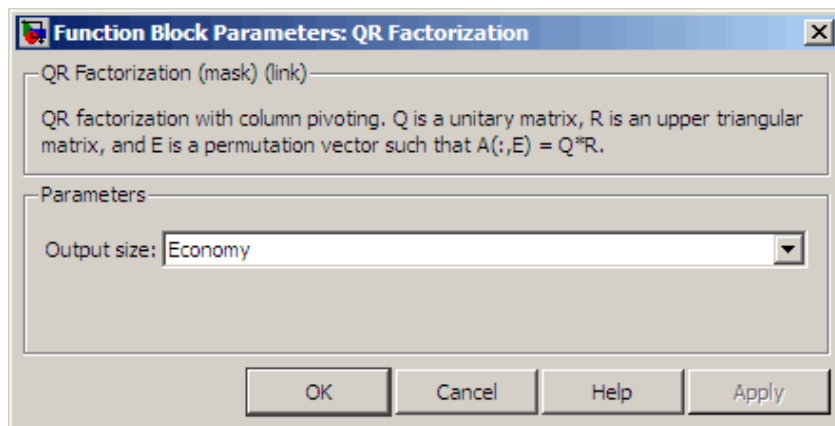 Function Block Parameters: QR Factorization
QR Factorization (mask) (link)
QR factorization with column pivoting. Q is a unitary matrix, R is an upper triangular
matrix, and E is a permutation vector such that A(:,E) = Q*R.
Parameters
Output size: Economy
OK Cancel Help Apply